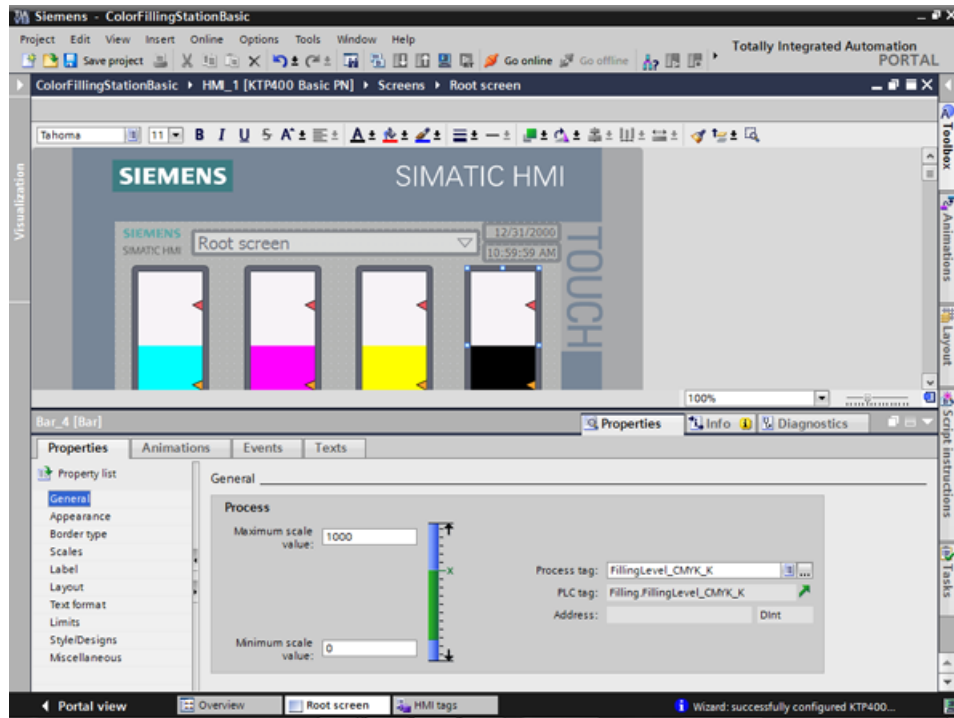 Siemens - ColorFillingStationBasic
Project Edit View Insert Online Options Tools Window Help
Totally Integrated Automation
PORTAL
Save project Go online Go offline
ColorFillingStationBasic HMI_1 [KTP400 Basic PN] Screens Root screen
Tahoma 11 B I U S A A
Visualization
SIEMENS SIMATIC HMI
SIEMENS
SIMATIC HMI
Root screen
12/31/2000
10:59:59 AM
TOUCH
100%
Toolbox
Animations
Layout
Script instructions
Tasks
Bar_4 [Bar]
Properties Info Diagnostics
Properties Animations Events Texts
Property list
General
Appearance
Border type
Scales
Label
Layout
Text format
Limits
Style/Designs
Miscellaneous
General
Process
Maximum scale
value: 1000
Process tag: FillingLevel_CMYK_K
PLC tag: Filling.FillingLevel_CMYK_K
Address: DInt
Minimum scale
value: 0
Portal view Overview Root screen HMI tags Wizard: successfully configured KTP400...